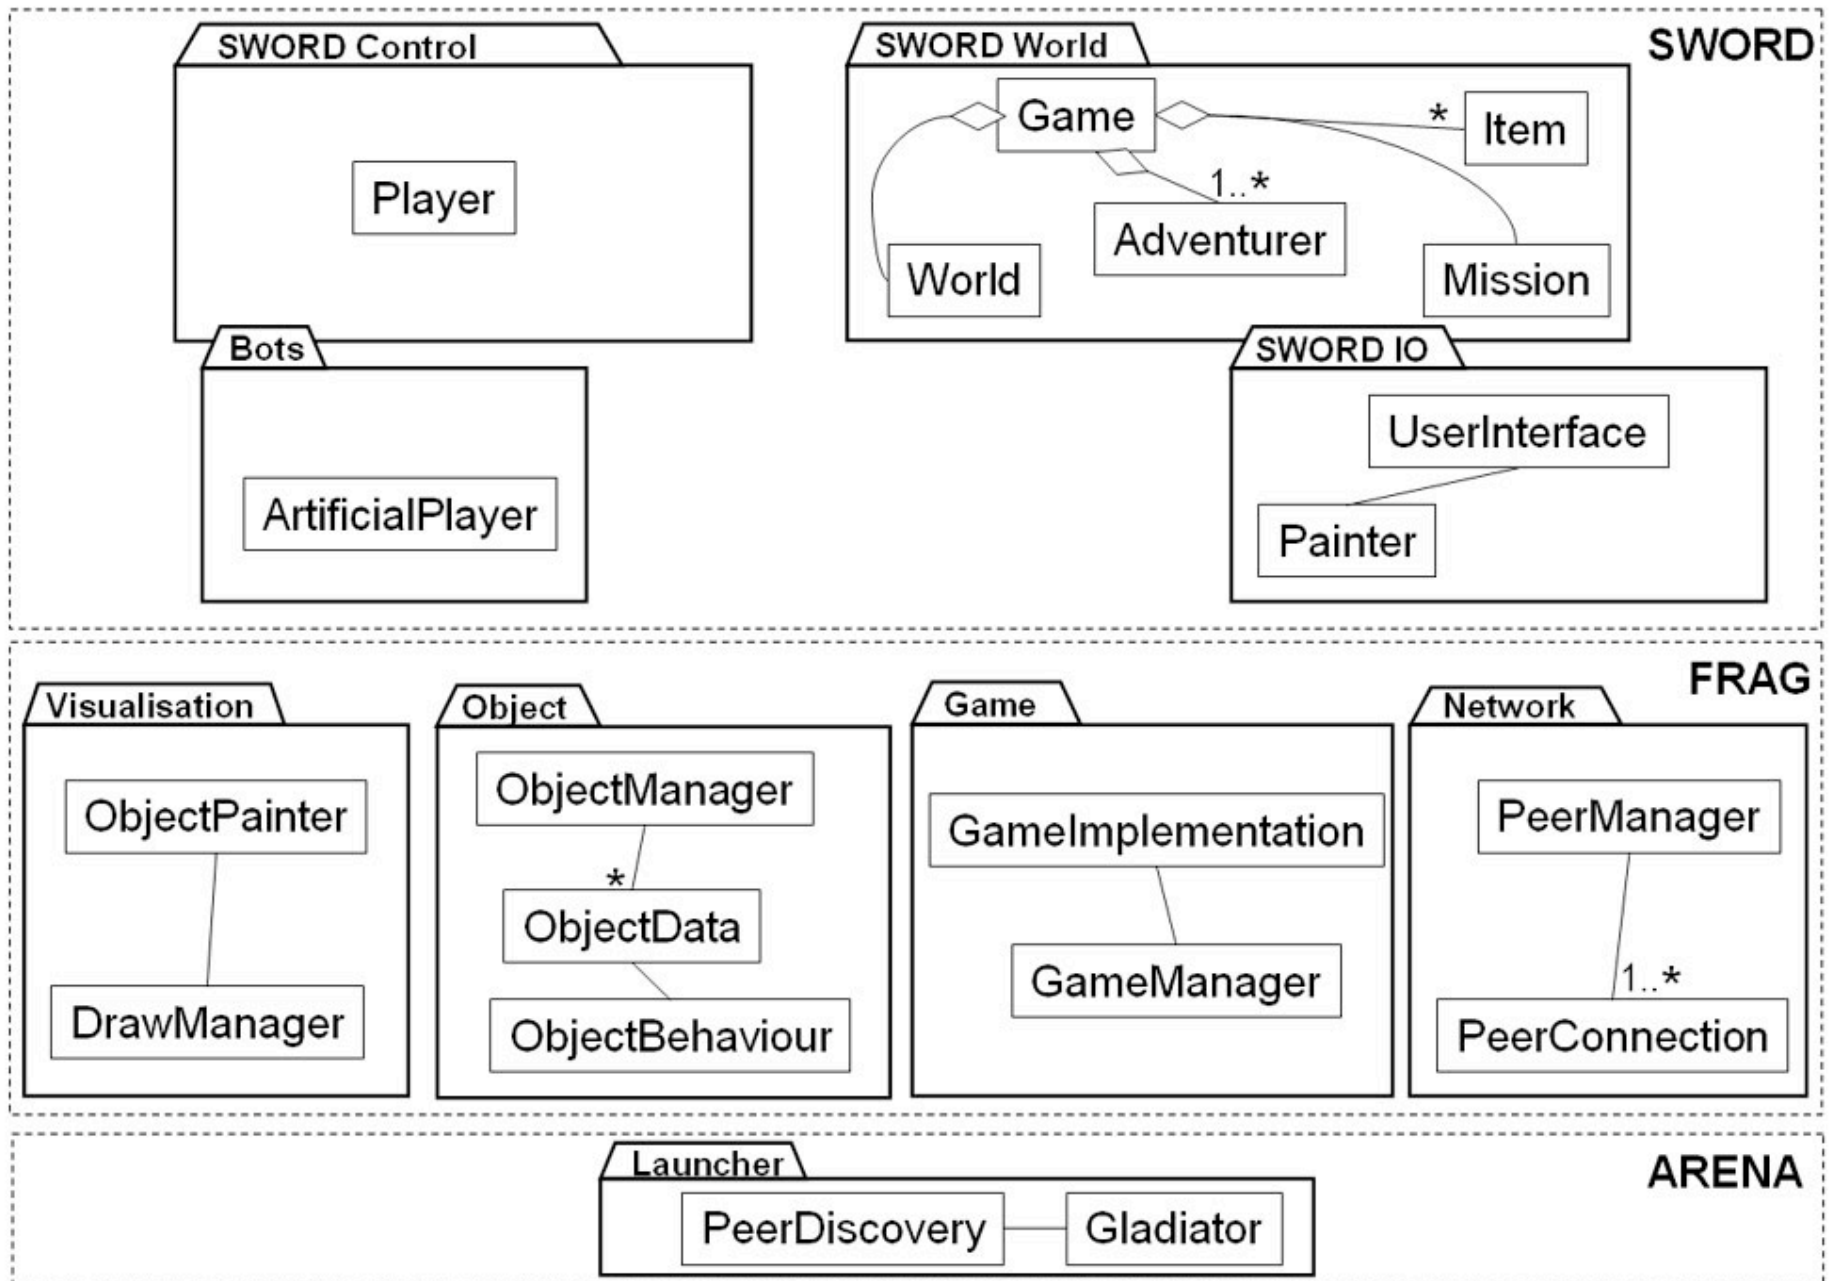 SWORD
SWORD Control
Player
SWORD World
Game
* Item
1..*
Adventurer
World
Mission
Bots
ArtificialPlayer
SWORD IO
UserInterface
Painter
FRAG
Visualisation
ObjectPainter
DrawManager
Object
ObjectManager
*
ObjectData
ObjectBehaviour
Game
GameImplementation
GameManager
Network
PeerManager
1..*
PeerConnection
ARENA
Launcher
PeerDiscovery
Gladiator